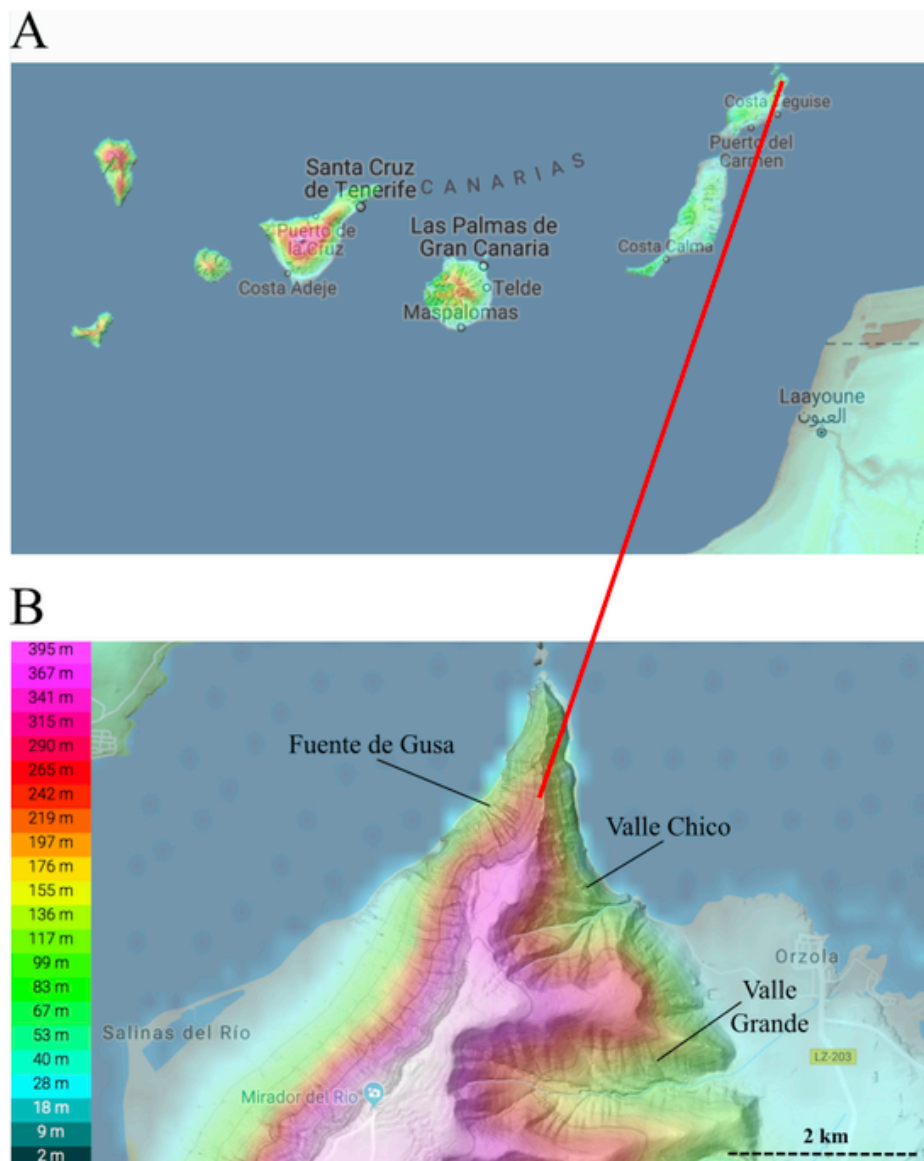 A
Costa Teguise
Puerto del
Carmen
CANARIAS
Santa Cruz
de Tenerife
Puerto de
la Cruz
Costa Adeje
Las Palmas de
Gran Canaria
Telde
Maspalomas
Costa Calma
Laayoune
العيون
B
395 m
367 m
341 m
315 m
290 m
265 m
242 m
219 m
197 m
176 m
155 m
136 m
117 m
99 m
83 m
67 m
53 m
40 m
28 m
18 m
9 m
2 m
Fuente de Gusa
Valle Chico
Orzola
Valle
Grande
Salinas del Río
LZ-203
Mirador del Río
2 km